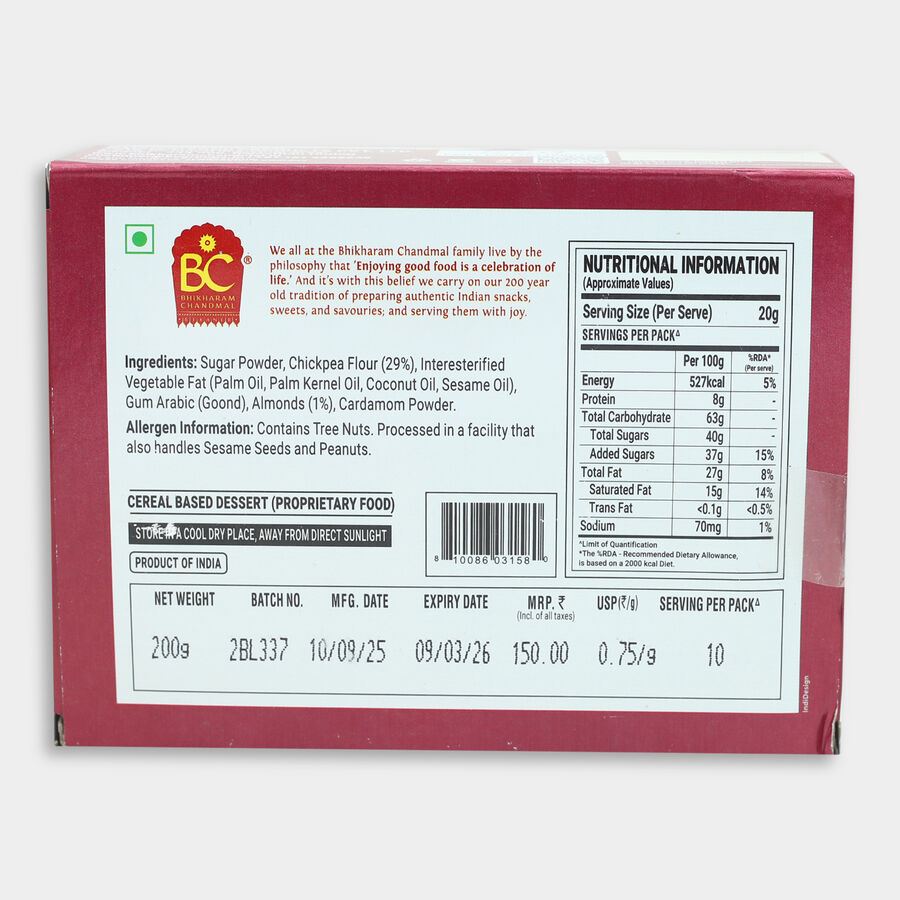 BC®
BHIKHARAM
CHANDMAL
We all at the Bhikharam Chandmal family live by the
philosophy that 'Enjoying good food is a celebration of
life.' And it's with this belief we carry on our 200 year
old tradition of preparing authentic Indian snacks,
sweets, and savouries; and serving them with joy.
Ingredients: Sugar Powder, Chickpea Flour (29%), Interesterified
Vegetable Fat (Palm Oil, Palm Kernel Oil, Coconut Oil, Sesame Oil),
Gum Arabic (Goond), Almonds (1%), Cardamom Powder.
Allergen Information: Contains Tree Nuts. Processed in a facility that
also handles Sesame Seeds and Peanuts.
CEREAL BASED DESSERT (PROPRIETARY FOOD)
STORE IN A COOL DRY PLACE, AWAY FROM DIRECT SUNLIGHT
PRODUCT OF INDIA
8 10086 03158 0
NUTRITIONAL INFORMATION
(Approximate Values)
Serving Size (Per Serve) 20g
SERVINGS PER PACKΔ
Per 100g %RDA*
(Per serve)
Energy 527kcal 5%
Protein 8g -
Total Carbohydrate 63g -
Total Sugars 40g -
Added Sugars 37g 15%
Total Fat 27g 8%
Saturated Fat 15g 14%
Trans Fat <0.1g <0.5%
Sodium 70mg 1%
^Limit of Quantification
*The %RDA - Recommended Dietary Allowance,
is based on a 2000 kcal Diet.
NET WEIGHT BATCH NO. MFG. DATE EXPIRY DATE MRP. ₹ USP(₹/g) SERVING PER PACKΔ
(Incl. of all taxes)
200g 2BL337 10/09/25 09/03/26 150.00 0.75/g 10
IndiDesign